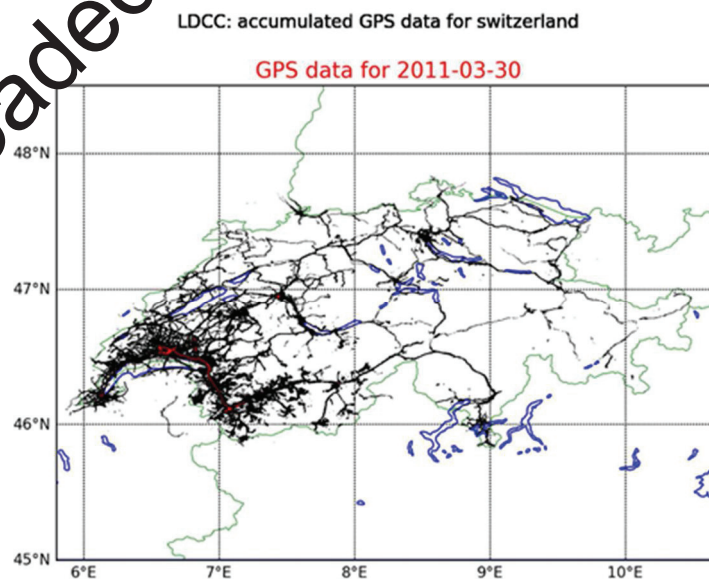 LDCC: accumulated GPS data for switzerland
GPS data for 2011-03-30
48°N
47°N
46°N
45°N
6°E
7°E
8°E
9°E
10°E